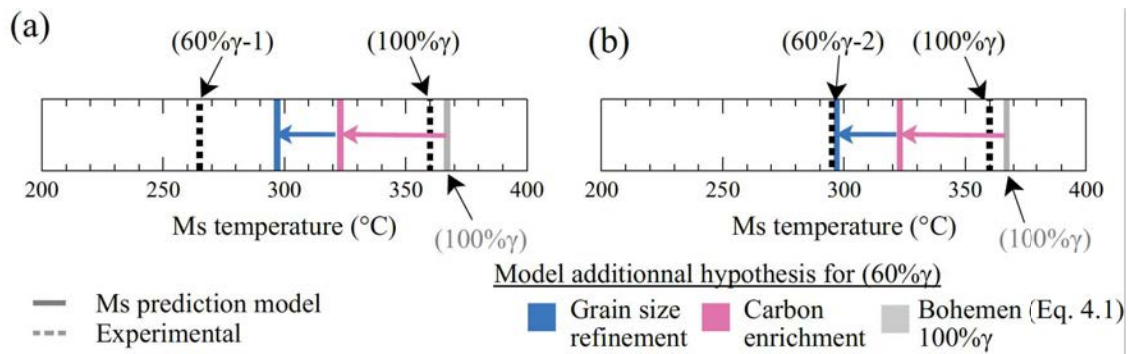 (a)
(60%γ-1) (100%γ)
200 250 300 350 400
Ms temperature (°C)
(100%γ)
(b)
(60%γ-2) (100%γ)
200 250 300 350 400
Ms temperature (°C)
(100%γ)
Ms prediction model
Experimental
Model additionnal hypothesis for (60%γ)
Grain size
refinement
Carbon
enrichment
Bohemen (Eq. 4.1)
100%γ